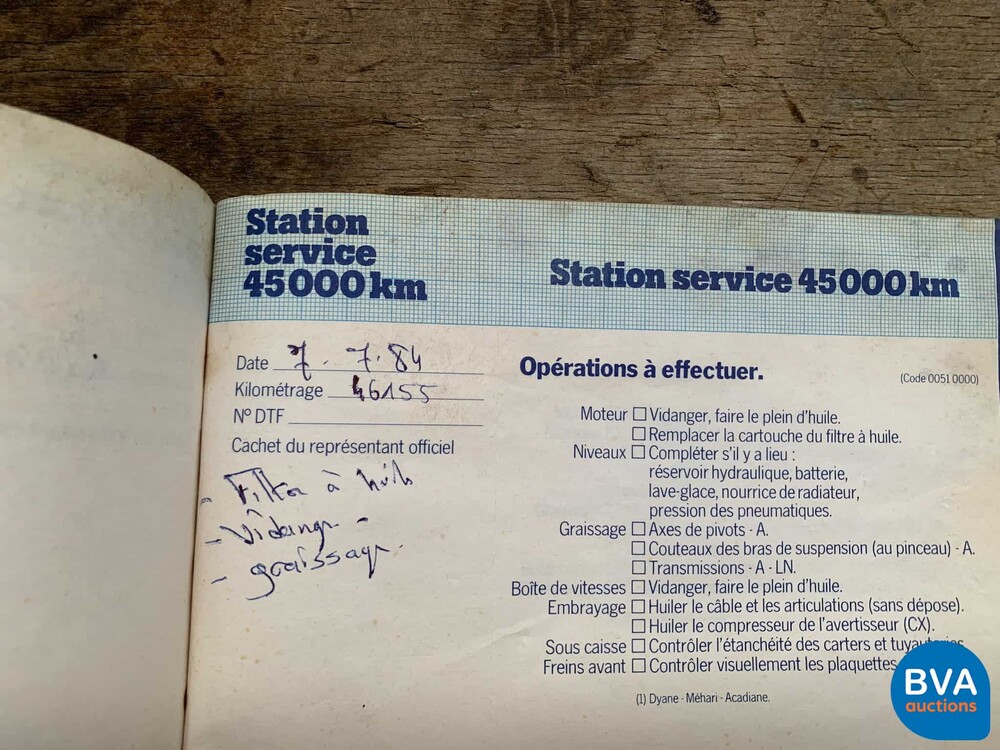 Station
service
45000 km
Date 7. 7. 84
Kilométrage 46155
N° DTF
Cachet du représentant officiel
- Filtre à huile
- Vidange -
- graissage
Station service 45000 km
Opérations à effectuer.
(Code 0051 0000)
Moteur ☐ Vidanger, faire le plein d'huile.
☐ Remplacer la cartouche du filtre à huile.
Niveaux ☐ Compléter s'il y a lieu :
réservoir hydraulique, batterie,
lave-glace, nourrice de radiateur,
pression des pneumatiques.
Graissage ☐ Axes de pivots - A.
☐ Couteaux des bras de suspension (au pinceau) - A.
☐ Transmissions - A - LN.
Boîte de vitesses ☐ Vidanger, faire le plein d'huile.
Embrayage ☐ Huiler le câble et les articulations (sans dépose).
☐ Huiler le compresseur de l'avertisseur (CX).
Sous caisse ☐ Contrôler l'étanchéité des carters et tuyauteries.
Freins avant ☐ Contrôler visuellement les plaquettes
(1) Dyane - Méhari - Acadiane.
BVA
auctions